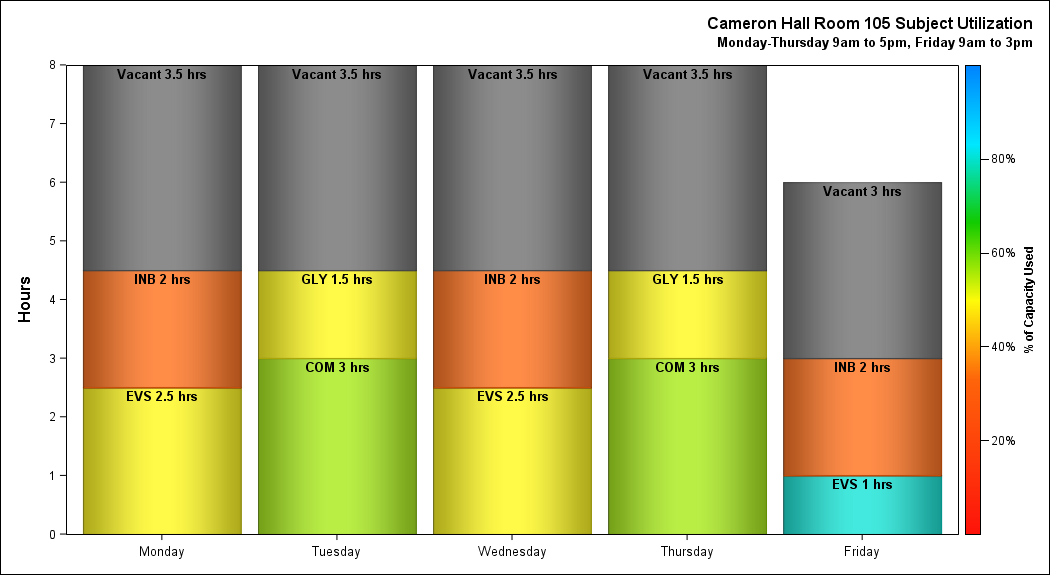 Cameron Hall Room 105 Subject Utilization
Monday-Thursday 9am to 5pm, Friday 9am to 3pm
Hours
8
7
6
5
4
3
2
1
0
Vacant 3.5 hrs
INB 2 hrs
EVS 2.5 hrs
Vacant 3.5 hrs
GLY 1.5 hrs
COM 3 hrs
Vacant 3.5 hrs
INB 2 hrs
EVS 2.5 hrs
Vacant 3.5 hrs
GLY 1.5 hrs
COM 3 hrs
Vacant 3 hrs
INB 2 hrs
EVS 1 hrs
Monday
Tuesday
Wednesday
Thursday
Friday
80%
60%
40%
20%
% of Capacity Used